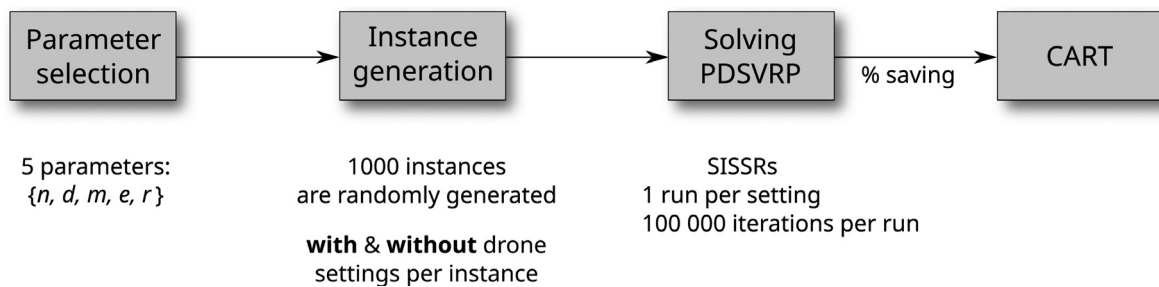 Parameter
selection
Instance
generation
Solving
PDSVRP
% saving
CART
5 parameters:
{n, d, m, e, r}
1000 instances
are randomly generated
with & without drone
settings per instance
SISSRs
1 run per setting
100 000 iterations per run